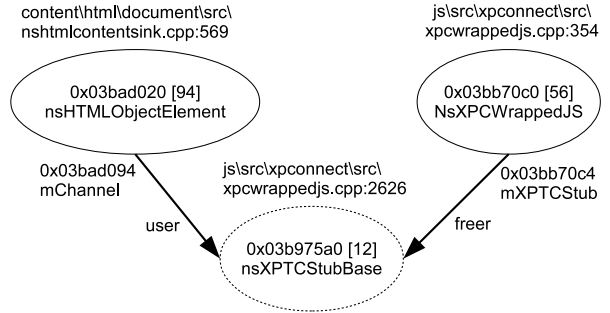 content\html\document\src\
nshtmlcontentsink.cpp:569
js\src\xpconnect\src\
xpcwrappedjs.cpp:354
0x03bad020 [94]
nsHTMLObjectElement
0x03bb70c0 [56]
NsXPCWrappedJS
0x03bad094
mChannel
js\src\xpconnect\src\
xpcwrappedjs.cpp:2626
0x03bb70c4
mXPTCStub
user
freer
0x03b975a0 [12]
nsXPTCStubBase